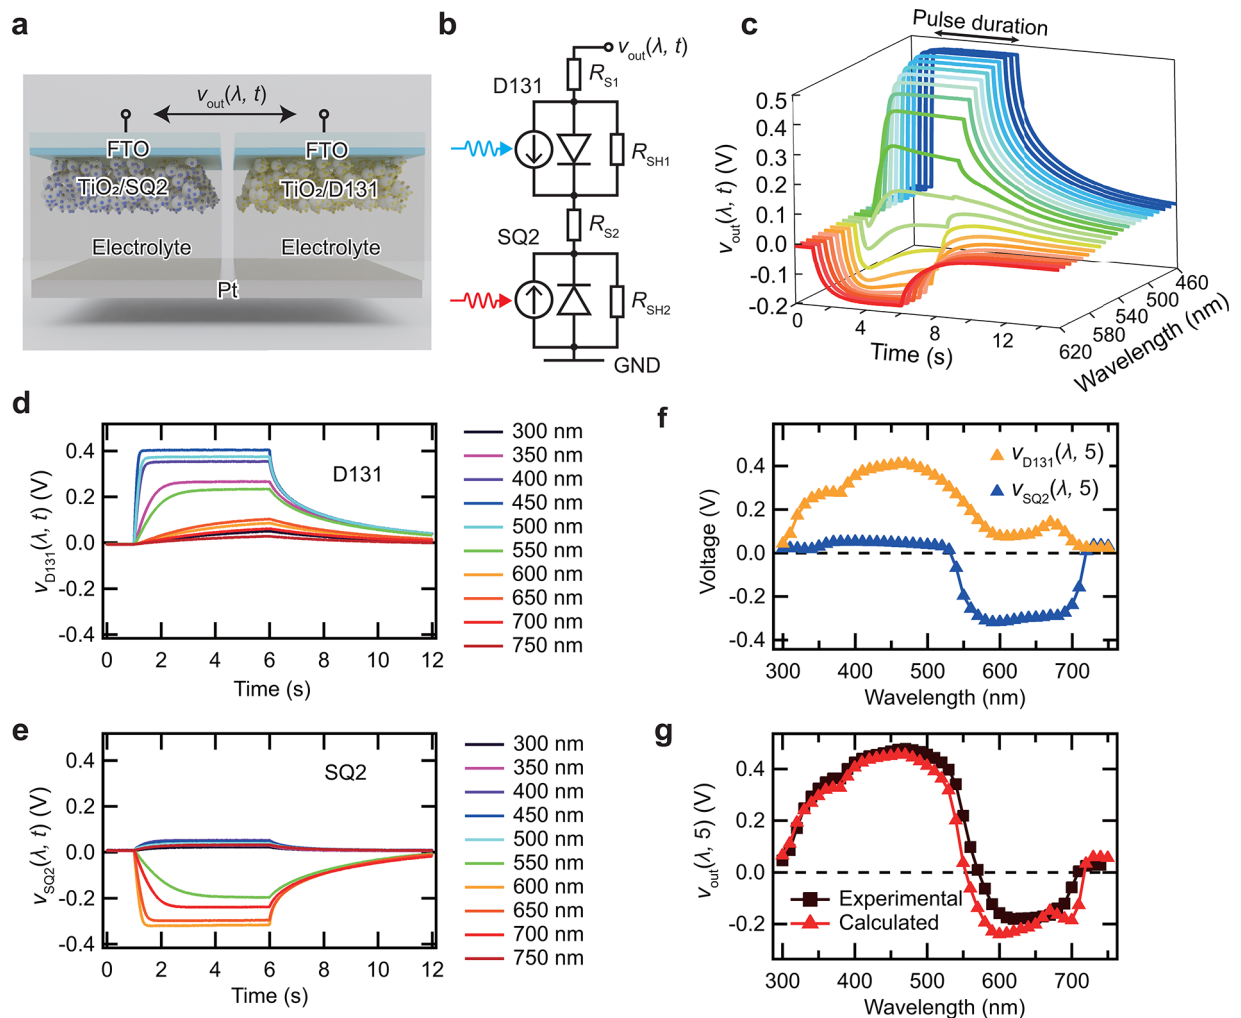 a
v_out(λ, t)
FTO
FTO
TiO₂/SQ2
TiO₂/D131
Electrolyte
Electrolyte
Pt
b
v_out(λ, t)
R_S1
D131
R_SH1
R_S2
SQ2
R_SH2
GND
c
Pulse duration
v_out(λ, t) (V)
0.5
0.4
0.3
0.2
0.1
0.0
-0.1
-0.2
0
4
8
12
Time (s)
620
580
540
500
460
Wavelength (nm)
d
v_D131(λ, t) (V)
0.4
0.2
0.0
-0.2
-0.4
D131
0 2 4 6 8 10 12
Time (s)
300 nm
350 nm
400 nm
450 nm
500 nm
550 nm
600 nm
650 nm
700 nm
750 nm
e
v_SQ2(λ, t) (V)
0.4
0.2
0.0
-0.2
-0.4
SQ2
0 2 4 6 8 10 12
Time (s)
300 nm
350 nm
400 nm
450 nm
500 nm
550 nm
600 nm
650 nm
700 nm
750 nm
f
Voltage (V)
0.4
0.2
0.0
-0.2
-0.4
v_D131(λ, 5)
v_SQ2(λ, 5)
300 400 500 600 700
Wavelength (nm)
g
v_out(λ, 5) (V)
0.4
0.2
0.0
-0.2
Experimental
Calculated
300 400 500 600 700
Wavelength (nm)